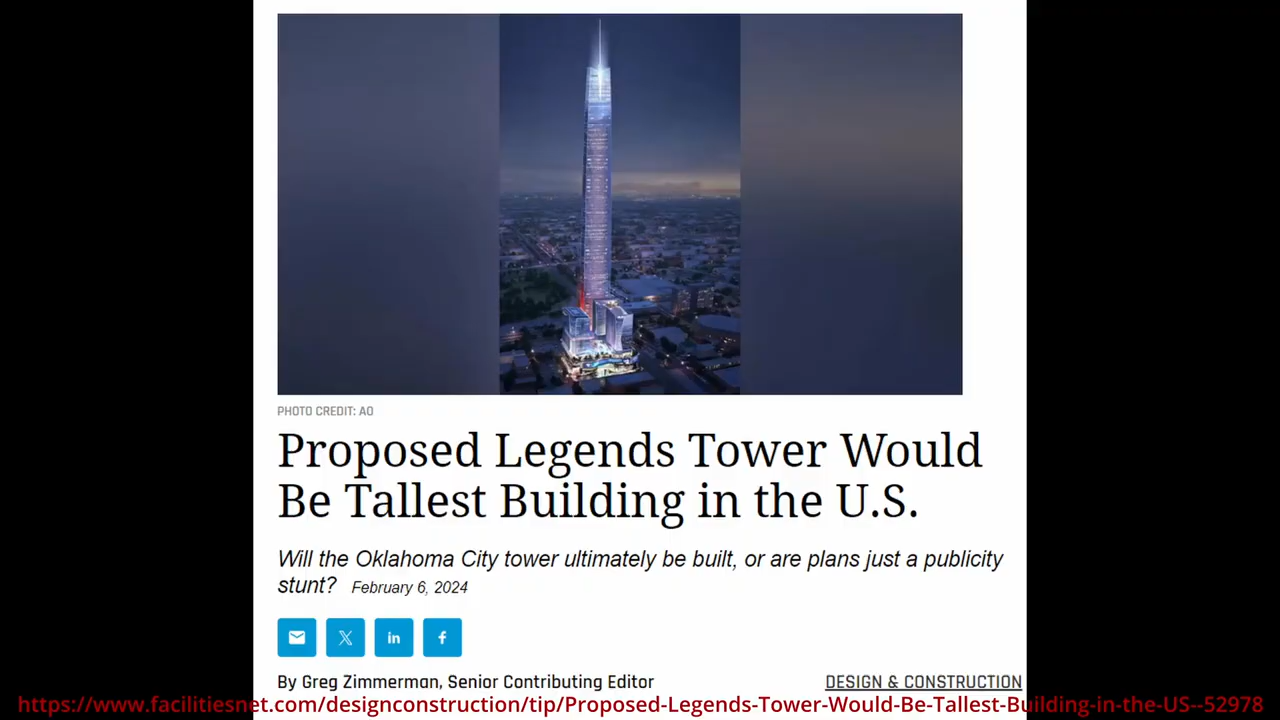 PHOTO CREDIT: AO
Proposed Legends Tower Would
Be Tallest Building in the U.S.
Will the Oklahoma City tower ultimately be built, or are plans just a publicity
stunt? February 6, 2024
By Greg Zimmerman, Senior Contributing Editor
DESIGN & CONSTRUCTION
https://www.facilitiesnet.com/designconstruction/tip/Proposed-Legends-Tower-Would-Be-Tallest-Building-in-the-US--52978